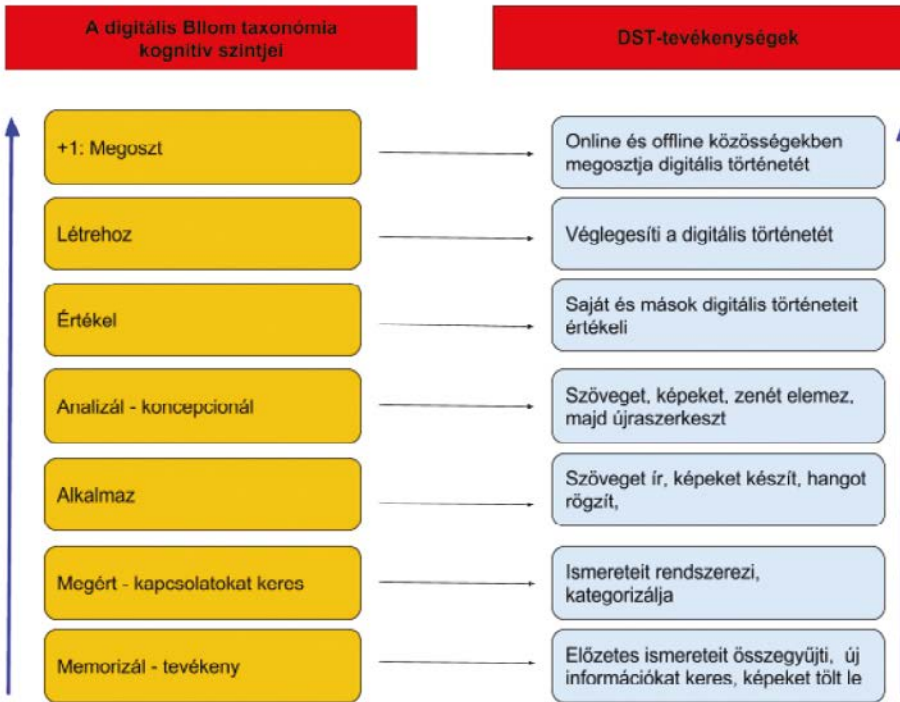 A digitális Bllom taxonómia
kognitív szintjei
DST-tevékenységek
+1: Megoszt
Online és offline közösségekben
megosztja digitális történetét
Létrehoz
Véglegesíti a digitális történetét
Értékel
Saját és mások digitális történeteit
értékeli
Analizál - koncepcionál
Szöveget, képeket, zenét elemez,
majd újraszerkeszt
Alkalmaz
Szöveget ír, képeket készít, hangot
rögzít,
Megért - kapcsolatokat keres
Ismereteit rendszerezi,
kategorizálja
Memorizál - tevékeny
Előzetes ismereteit összegyűjti, új
információkat keres, képeket tölt le